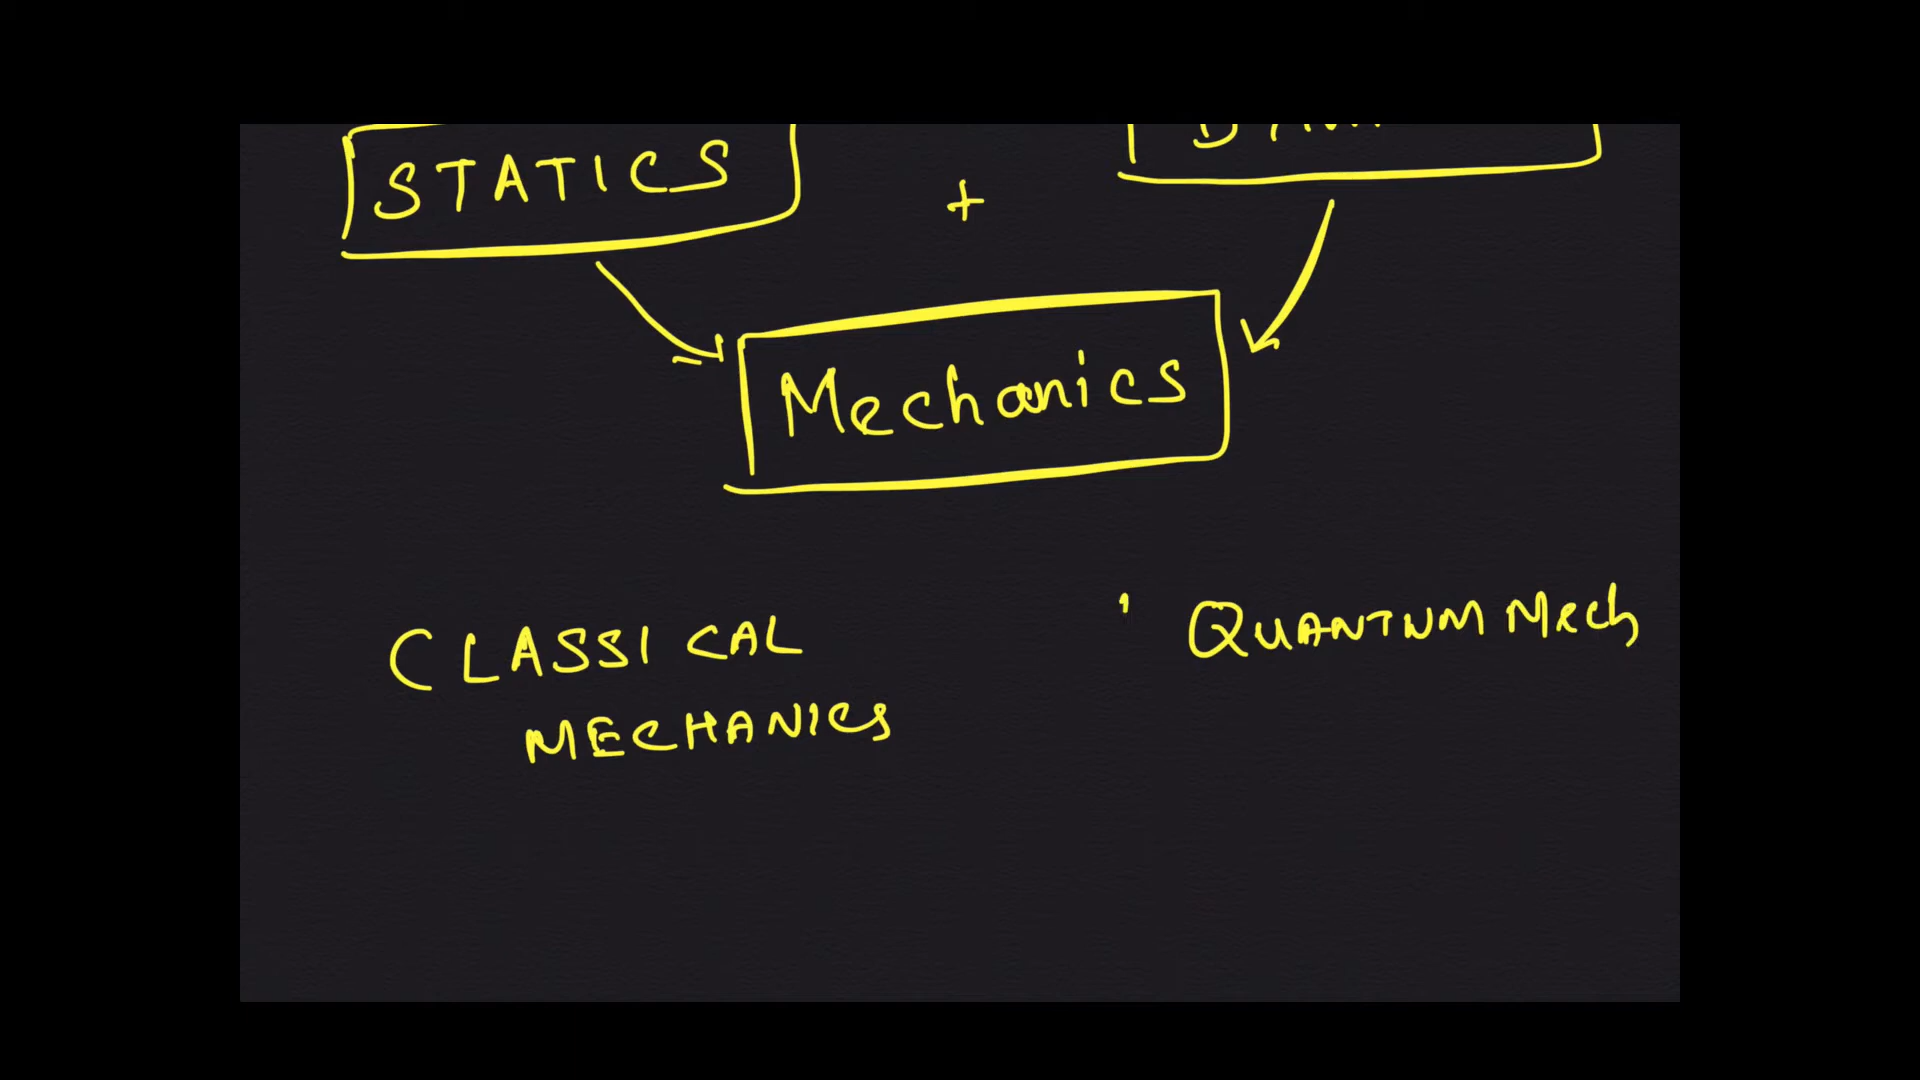 STATICS
+
Mechanics
CLASSICAL
MECHANICS
QUANTUM Mech